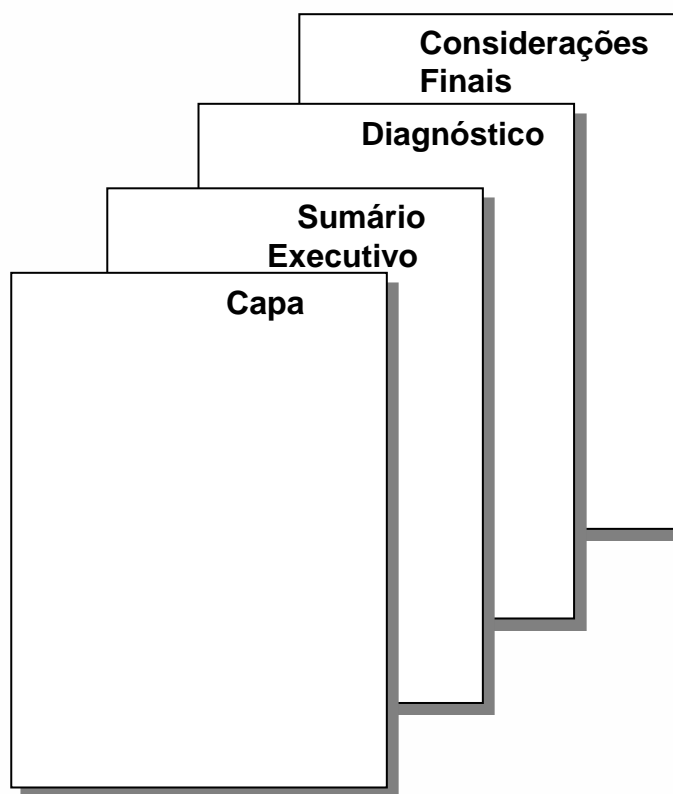 Considerações
Finais
Diagnóstico
Sumário
Executivo
Capa